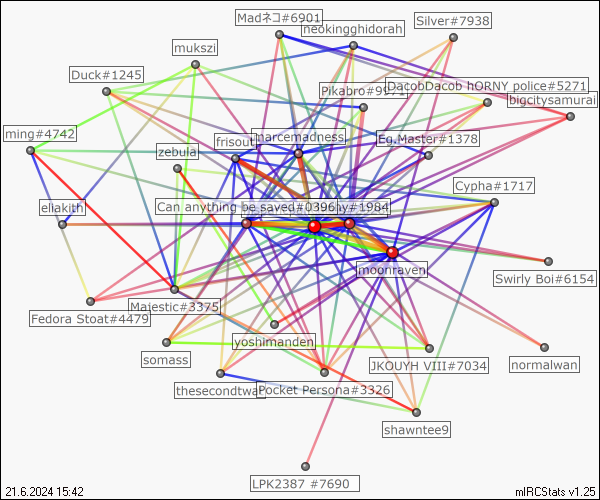 Madネコ#6901
Silver#7938
neokingghidorah
mukszi
Duck#1245
DacobDacob hORNY police#5271
Pikabro#99
bigcitysamurai
ming#4742
marcemadness
Eg.Master#1378
frisout
zebula
Cypha#1717
eliakith
Can anything be saved#0396
hy#1984
moonraven
Swirly Boi#6154
Majestic#3375
Fedora Stoat#4479
yoshimanden
somass
JKOUYH VIII#7034
normalwan
thesecondtwa
Pocket Persona#3326
shawntee9
LPK2387 #7690
21.6.2024 15:42
mIRCStats v1.25